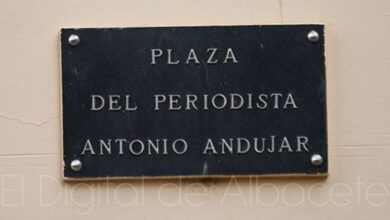 PLAZA
DEL PERIODISTA
ANTONIO ANDUJAR
El Digital de Albacete